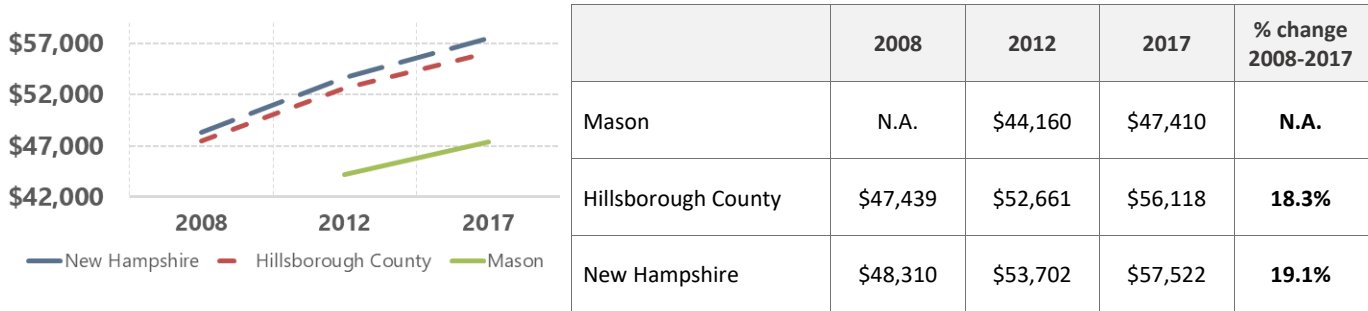 $57,000
$52,000
$47,000
$42,000
2008 2012 2017
New Hampshire Hillsborough County Mason
2008 2012 2017 % change
2008-2017
Mason N.A. $44,160 $47,410 N.A.
Hillsborough County $47,439 $52,661 $56,118 18.3%
New Hampshire $48,310 $53,702 $57,522 19.1%